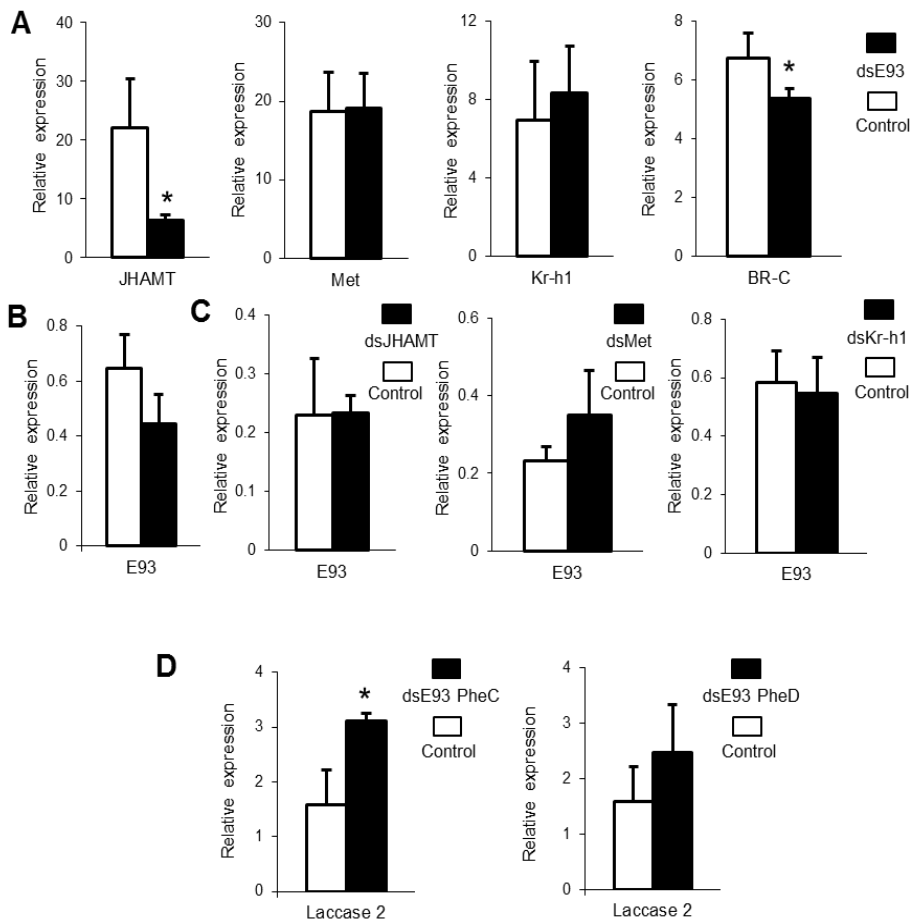 A
Relative expression
40
30
20
10
0
*
JHAMT
Relative expression
30
20
10
0
Met
Relative expression
12
8
4
0
Kr-h1
Relative expression
8
6
4
2
0
*
BR-C
dsE93
Control
B
Relative expression
0.8
0.6
0.4
0.2
0
E93
C
Relative expression
0.4
0.3
0.2
0.1
0
E93
dsJHAMT
Control
Relative expression
0.6
0.4
0.2
0
E93
dsMet
Control
Relative expression
0.8
0.6
0.4
0.2
0
E93
dsKr-h1
Control
D
Relative expression
4
3
2
1
0
*
Laccase 2
dsE93 PheC
Control
Relative expression
4
3
2
1
0
Laccase 2
dsE93 PheD
Control